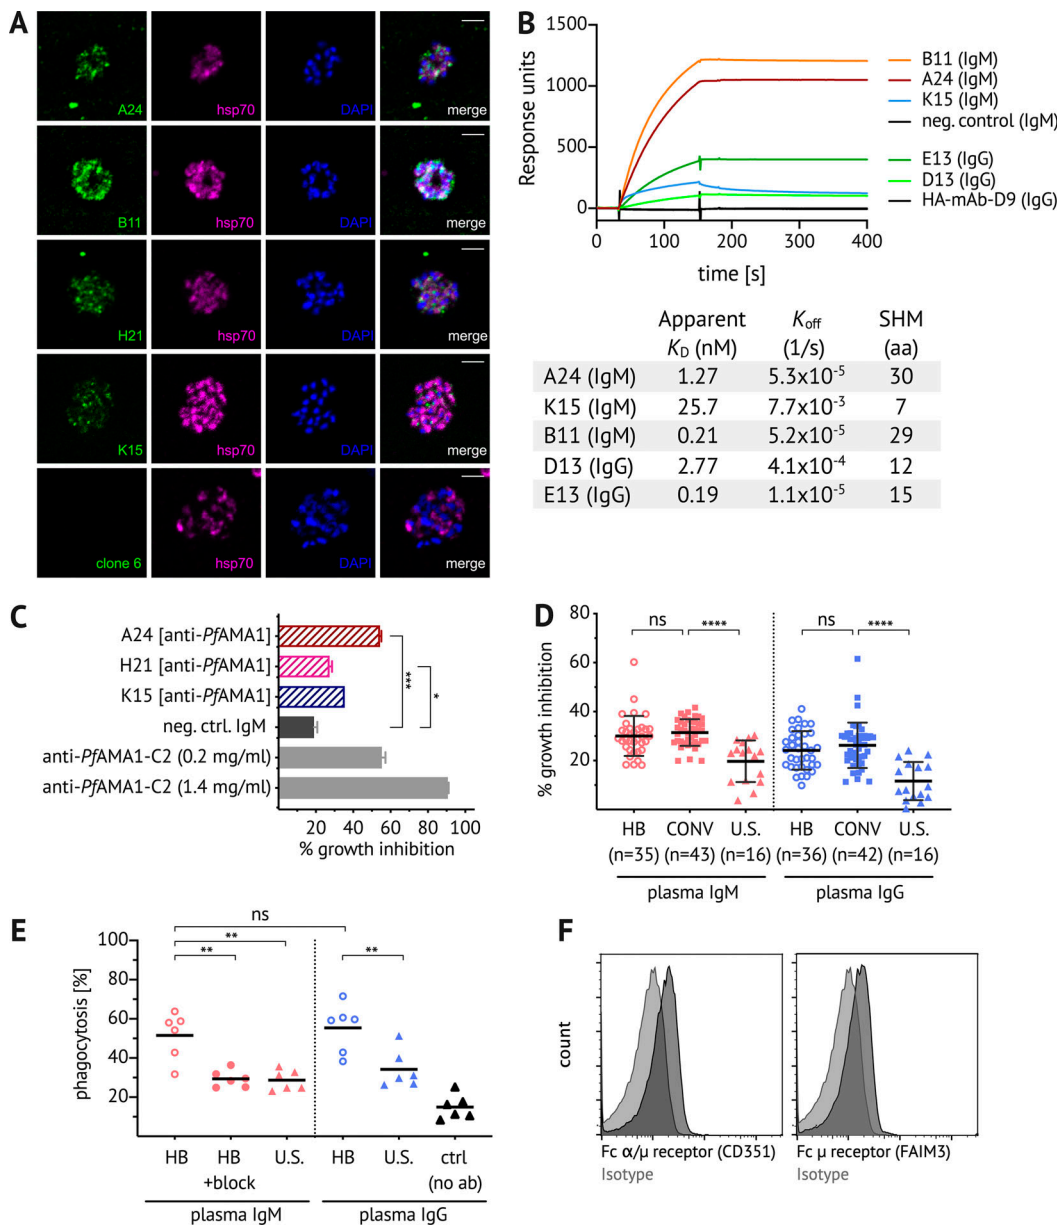 A
A24
hsp70
DAPI
merge
B11
hsp70
DAPI
merge
H21
hsp70
DAPI
merge
K15
hsp70
DAPI
merge
clone 6
hsp70
DAPI
merge
B
Response units
1500
1000
500
0
0
100
200
300
400
time [s]
B11 (IgM)
A24 (IgM)
K15 (IgM)
neg. control (IgM)
E13 (IgG)
D13 (IgG)
HA-mAb-D9 (IgG)
Apparent K_D (nM) K_off (1/s) SHM (aa)
A24 (IgM) 1.27 5.3x10⁻⁵ 30
K15 (IgM) 25.7 7.7x10⁻³ 7
B11 (IgM) 0.21 5.2x10⁻⁵ 29
D13 (IgG) 2.77 4.1x10⁻⁴ 12
E13 (IgG) 0.19 1.1x10⁻⁵ 15
C
A24 [anti-PfAMA1]
H21 [anti-PfAMA1]
K15 [anti-PfAMA1]
neg. ctrl. IgM
anti-PfAMA1-C2 (0.2 mg/ml)
anti-PfAMA1-C2 (1.4 mg/ml)
***
*
20 40 60 80 100
% growth inhibition
D
% growth inhibition
80
60
40
20
ns **** ns ****
HB CONV U.S. HB CONV U.S.
(n=35) (n=43) (n=16) (n=36) (n=42) (n=16)
plasma IgM plasma IgG
E
phagocytosis [%]
100
80
60
40
20
ns
**
** **
HB HB U.S. HB U.S. ctrl
+block (no ab)
plasma IgM plasma IgG
F
count
Fc α/μ receptor (CD351) Fc μ receptor (FAIM3)
Isotype Isotype